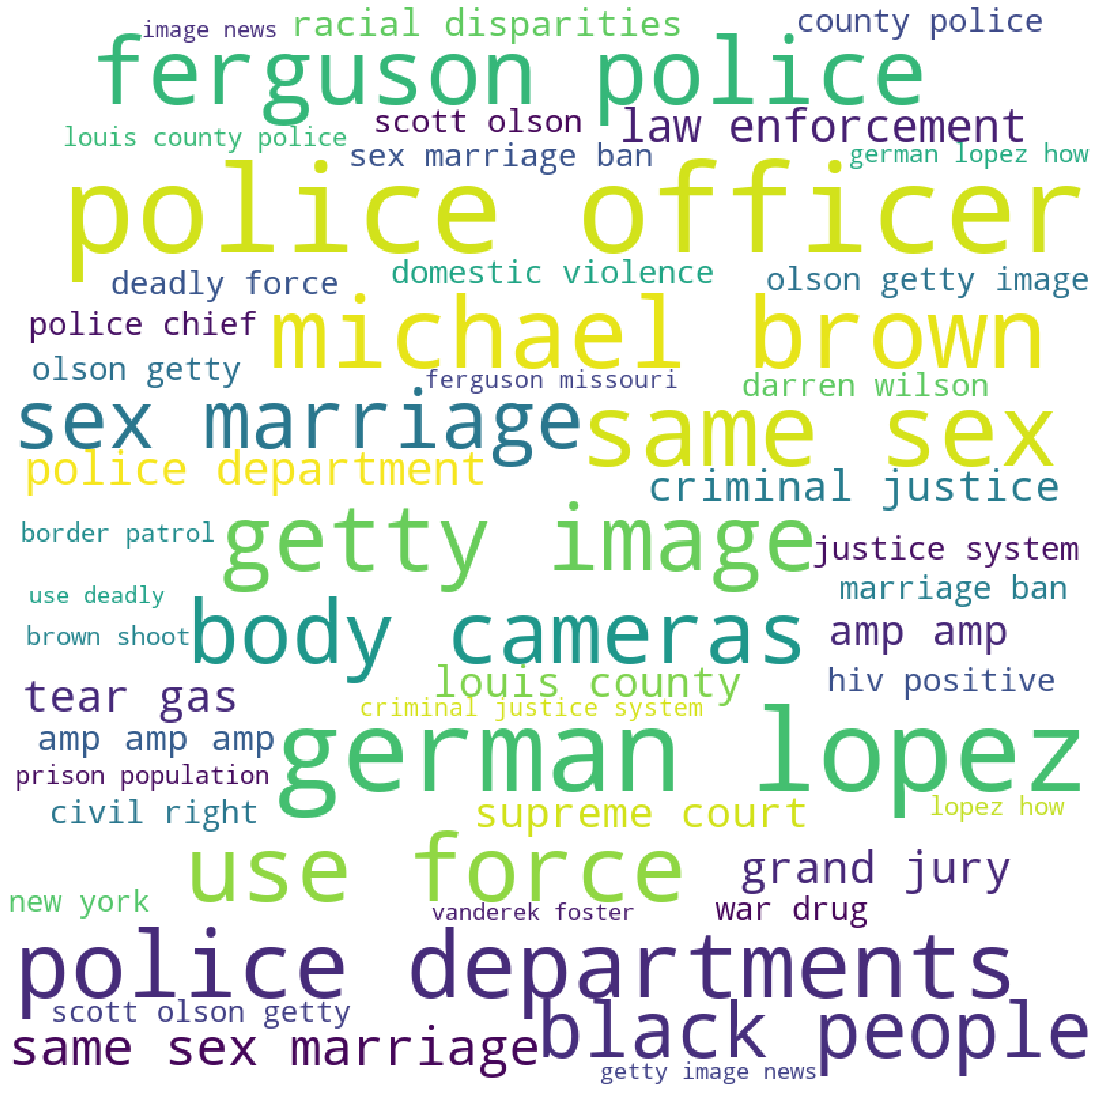 image news
racial disparities
county police
ferguson police
scott olson
law enforcement
louis county police
sex marriage ban
german lopez how
police officer
deadly force
domestic violence
olson getty image
police chief
michael brown
olson getty
ferguson missouri
darren wilson
sex marriage
same sex
police department
criminal justice
border patrol
getty image
justice system
use deadly
marriage ban
brown shoot
body cameras
amp amp
tear gas
louis county
hiv positive
criminal justice system
amp amp amp
german lopez
prison population
civil right
supreme court
lopez how
use force
grand jury
new york
vanderek foster
war drug
police departments
scott olson getty
black people
same sex marriage
getty image news